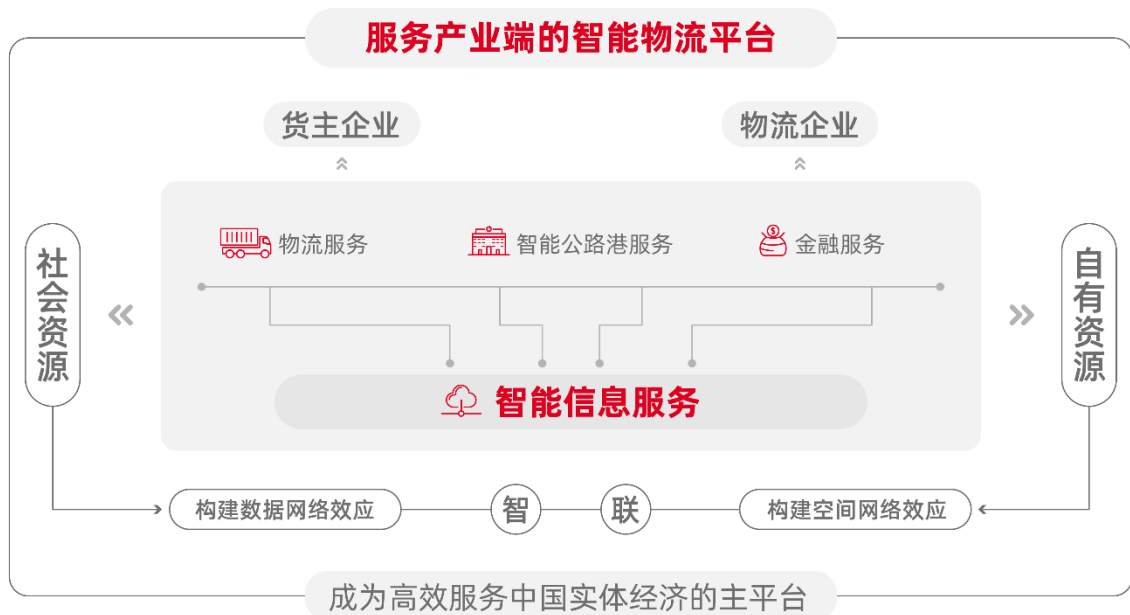 服务产业端的智能物流平台
货主企业
物流企业
物流服务
智能公路港服务
金融服务
社会资源
自有资源
智能信息服务
构建数据网络效应
智
联
构建空间网络效应
成为高效服务中国实体经济的主平台